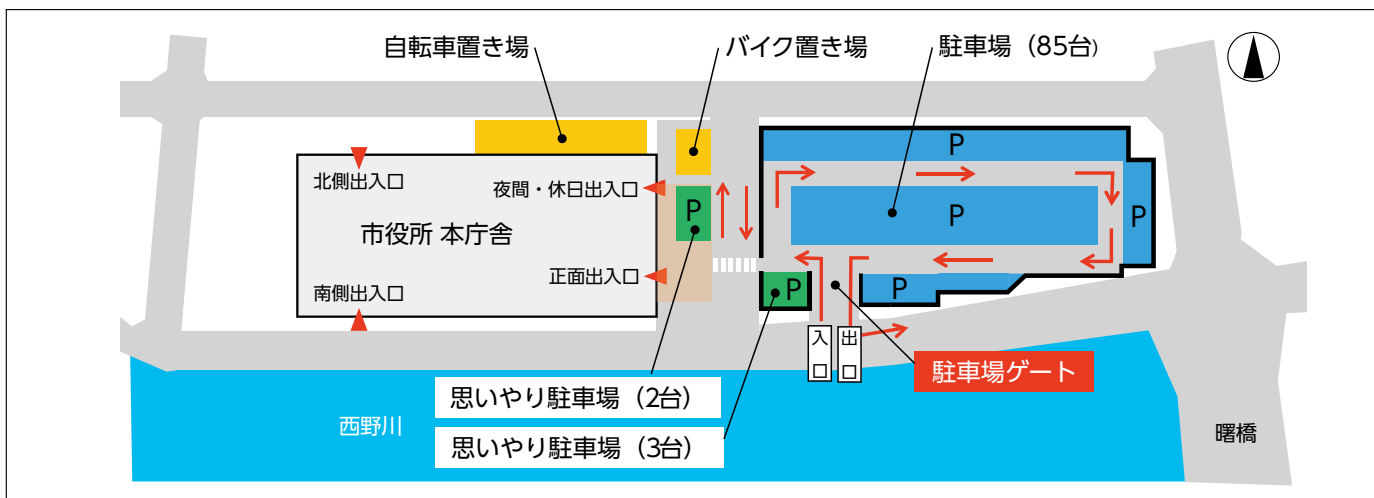 自転車置き場
バイク置き場
駐車場（85台）
P
北側出入口
夜間・休日出入口
P
P
P
市役所 本庁舎
正面出入口
南側出入口
P
P
入口
出口
駐車場ゲート
思いやり駐車場（2台）
思いやり駐車場（3台）
西野川
曙橋